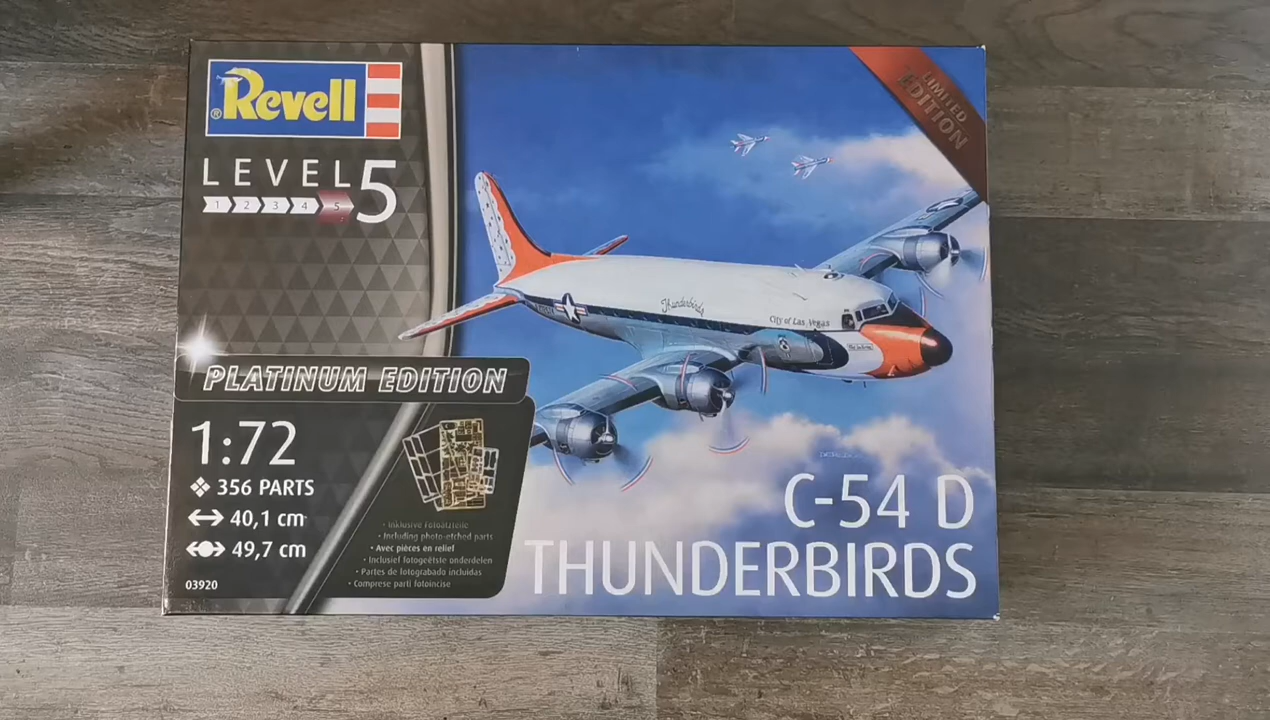 ® Revell
LEVEL 5
1 2 3 4 5
LIMITED
EDITION
Thunderbirds
City of Las Vegas
PLATINUM EDITION
1:72
356 PARTS
40,1 cm
49,7 cm
03920
• Inklusive Fotoätzteile
• Including photo-etched parts
• Avec pièces en relief
• Inclusief fotogeëtste onderdelen
• Partes de fotograbado incluidas
• Comprese parti fotoincise
C-54 D
THUNDERBIRDS